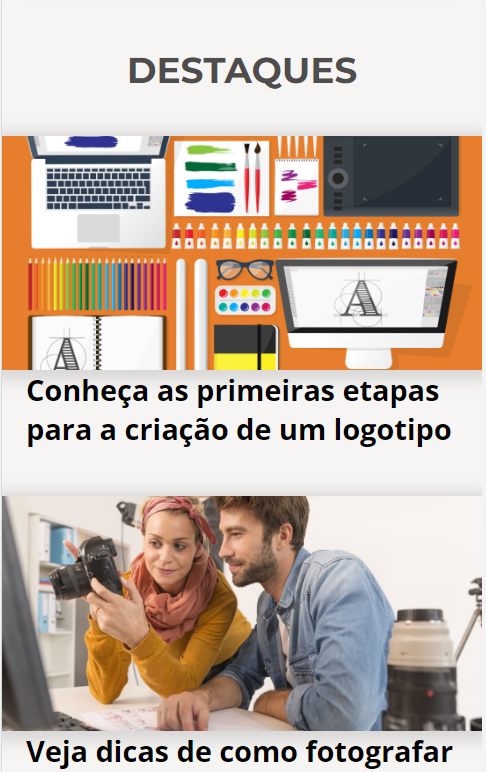 DESTAQUES
A
A
Conheça as primeiras etapas
para a criação de um logotipo
Veja dicas de como fotografar